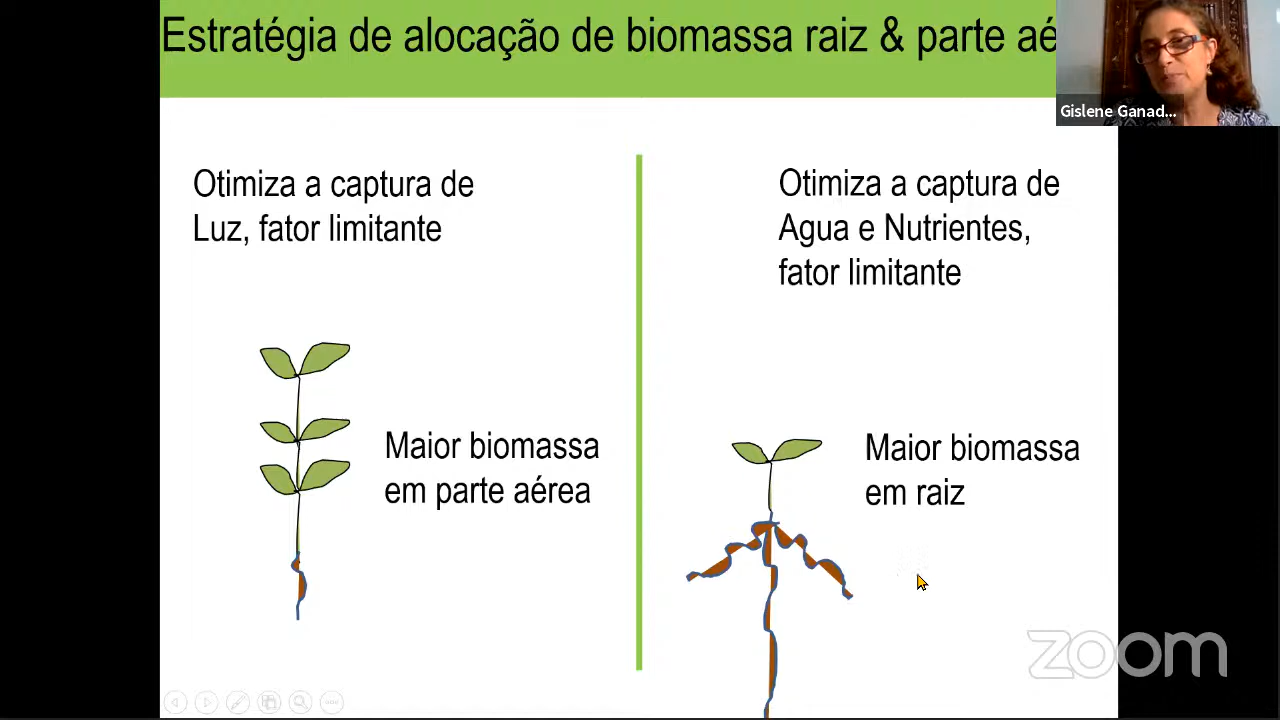 Estratégia de alocação de biomassa raiz & parte aé
Gislene Ganad...
Otimiza a captura de
Luz, fator limitante
Otimiza a captura de
Agua e Nutrientes,
fator limitante
Maior biomassa
em parte aérea
Maior biomassa
em raiz
zoom